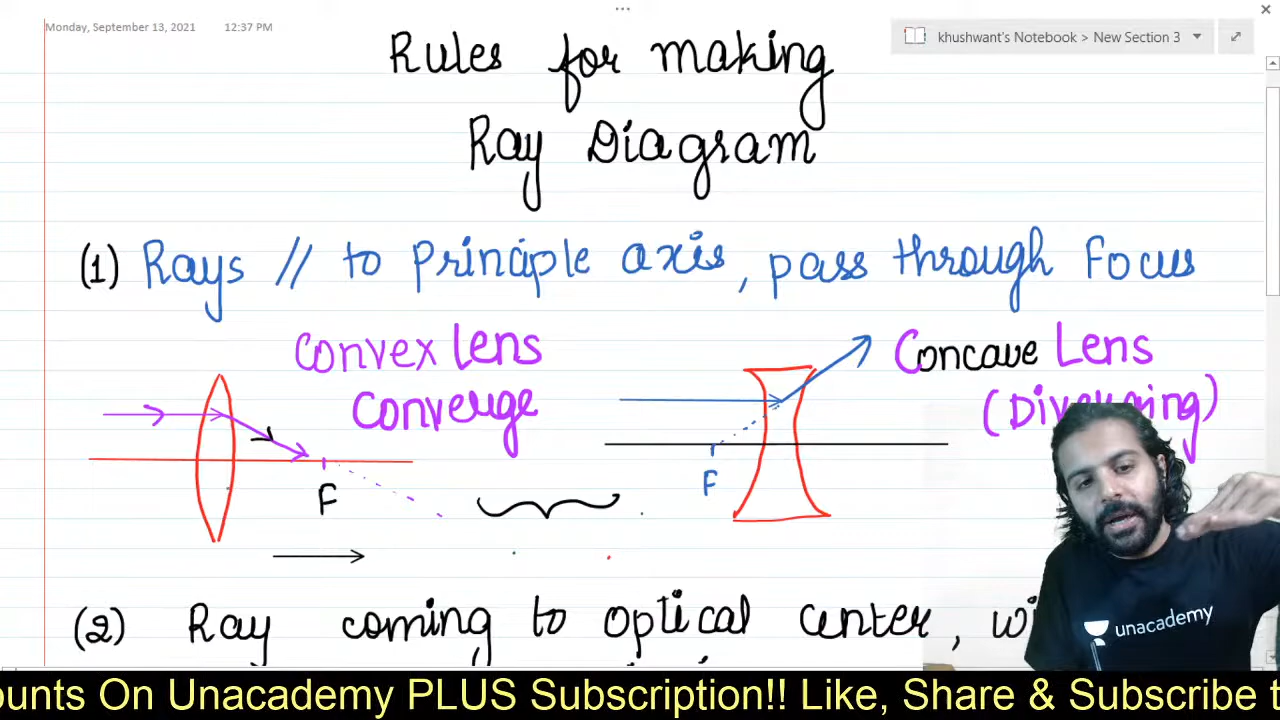 Monday, September 13, 2021 12:37 PM
khushwant's Notebook > New Section 3
Rules for making
Ray Diagram
(1) Rays // to principle axis, pass through Focus
Convex Lens
Converge
Concave Lens
(Diverging)
F
F
(2) Ray coming to optical center,
unacademy
ounts On Unacademy PLUS Subscription!! Like, Share & Subscribe t